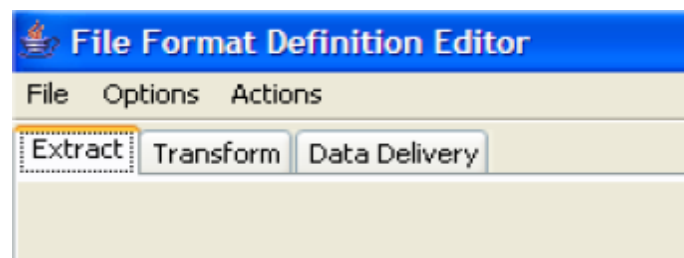 File Format Definition Editor
File Options Actions
Extract Transform Data Delivery